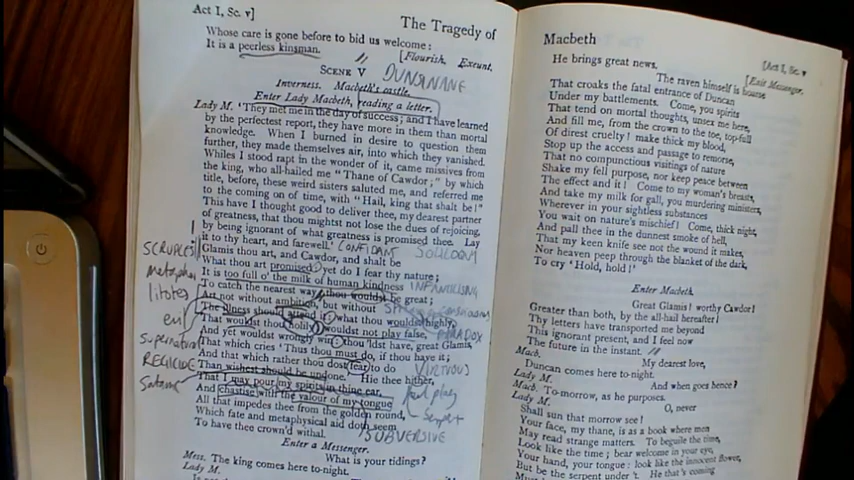 Act I, Sc. v]
The Tragedy of
Whose care is gone before to bid us welcome:
It is a peerless kinsman.
[Flourish. Exeunt.
SCENE V
DUNSINANE
Inverness. Macbeth's castle.
Enter Lady Macbeth, reading a letter.
Lady M. 'They met me in the day of success; and I have learned
by the perfectest report, they have more in them than mortal
knowledge. When I burned in desire to question them
further, they made themselves air, into which they vanished.
Whiles I stood rapt in the wonder of it, came missives from
the king, who all-hailed me "Thane of Cawdor;" by which
title, before, these weird sisters saluted me, and referred me
to the coming on of time, with "Hail, king that shalt be!"
This have I thought good to deliver thee, my dearest partner
of greatness, that thou mightst not lose the dues of rejoicing,
by being ignorant of what greatness is promised thee. Lay
it to thy heart, and farewell.'
CONFIDANT
SOLILOQUY
Glamis thou art, and Cawdor, and shalt be
What thou art promised: yet do I fear thy nature;
It is too full o' the milk of human kindness
INFANTILISING
To catch the nearest way: thou wouldst be great;
Art not without ambition, but without
The illness should attend it: what thou wouldst highly,
That wouldst thou holily; wouldst not play false,
PARADOX
And yet wouldst wrongly win: thou'ldst have, great Glamis,
That which cries 'Thus thou must do, if thou have it;
And that which rather thou dost fear to do
VIRTUOUS
Than wishest should be undone.' Hie thee hither,
That I may pour my spirits in thine ear,
foul play
And chastise with the valour of my tongue
serpent
All that impedes thee from the golden round,
Which fate and metaphysical aid doth seem
SUBVERSIVE
To have thee crown'd withal.
Enter a Messenger.
What is your tidings?
Mess. The king comes here to-night.
Lady M.
SCRUPLES
metaphor
litotes
evil
supernatural
REGICIDE
Satanic
Macbeth
[Act I, Sc. v
He brings great news.
[Exit Messenger.
The raven himself is hoarse
That croaks the fatal entrance of Duncan
Under my battlements. Come, you spirits
That tend on mortal thoughts, unsex me here,
And fill me, from the crown to the toe, top-full
Of direst cruelty! make thick my blood,
Stop up the access and passage to remorse,
That no compunctious visitings of nature
Shake my fell purpose, nor keep peace between
The effect and it! Come to my woman's breasts,
And take my milk for gall, you murdering ministers,
Wherever in your sightless substances
You wait on nature's mischief! Come, thick night,
And pall thee in the dunnest smoke of hell,
That my keen knife see not the wound it makes,
Nor heaven peep through the blanket of the dark,
To cry 'Hold, hold!'
Enter Macbeth.
Great Glamis! worthy Cawdor!
Greater than both, by the all-hail hereafter!
Thy letters have transported me beyond
This ignorant present, and I feel now
The future in the instant.
Macb.
My dearest love,
Duncan comes here to-night.
Lady M.
And when goes hence?
Macb. To-morrow, as he purposes.
Lady M.
O, never
Shall sun that morrow see!
Your face, my thane, is as a book where men
May read strange matters. To beguile the time,
Look like the time; bear welcome in your eye,
Your hand, your tongue: look like the innocent flower,
But be the serpent under't. He that's coming